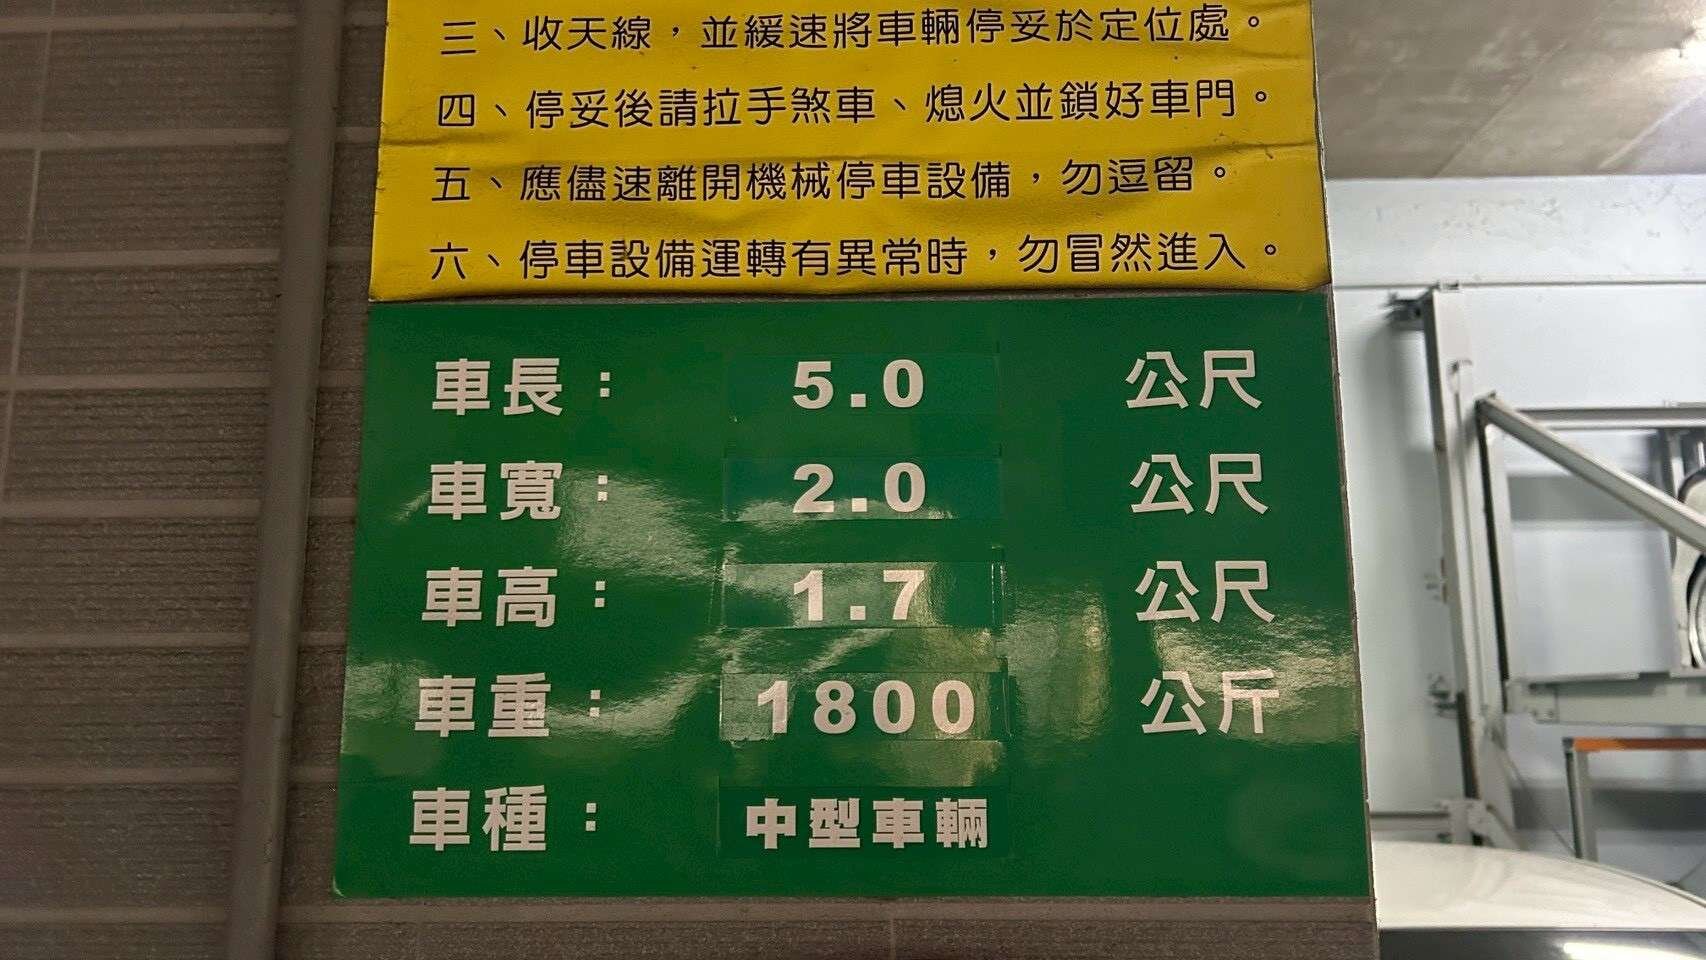 三、收天線，並緩速將車輛停妥於定位處。
四、停妥後請拉手煞車、熄火並鎖好車門。
五、應儘速離開機械停車設備，勿逗留。
六、停車設備運轉有異常時，勿冒然進入。
車長： 5.0 公尺
車寬： 2.0 公尺
車高： 1.7 公尺
車重： 1800 公斤
車種： 中型車輛